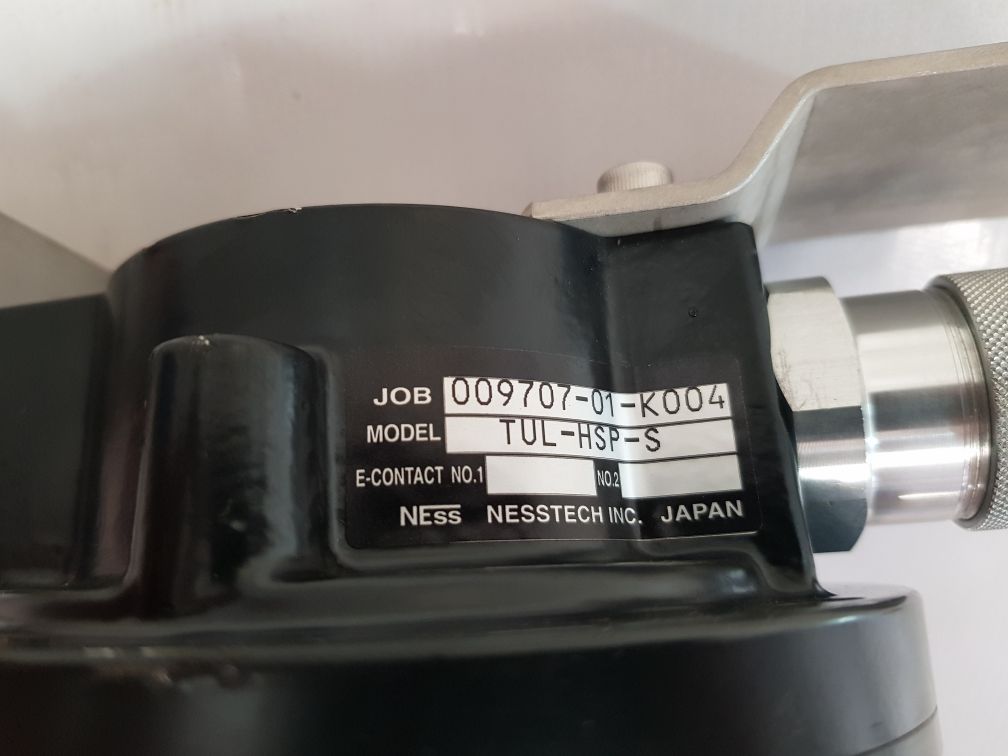 JOB 009707-01-K004
MODEL TUL-HSP-S
E-CONTACT NO.1 NO.2
NESS NESSTECH INC. JAPAN